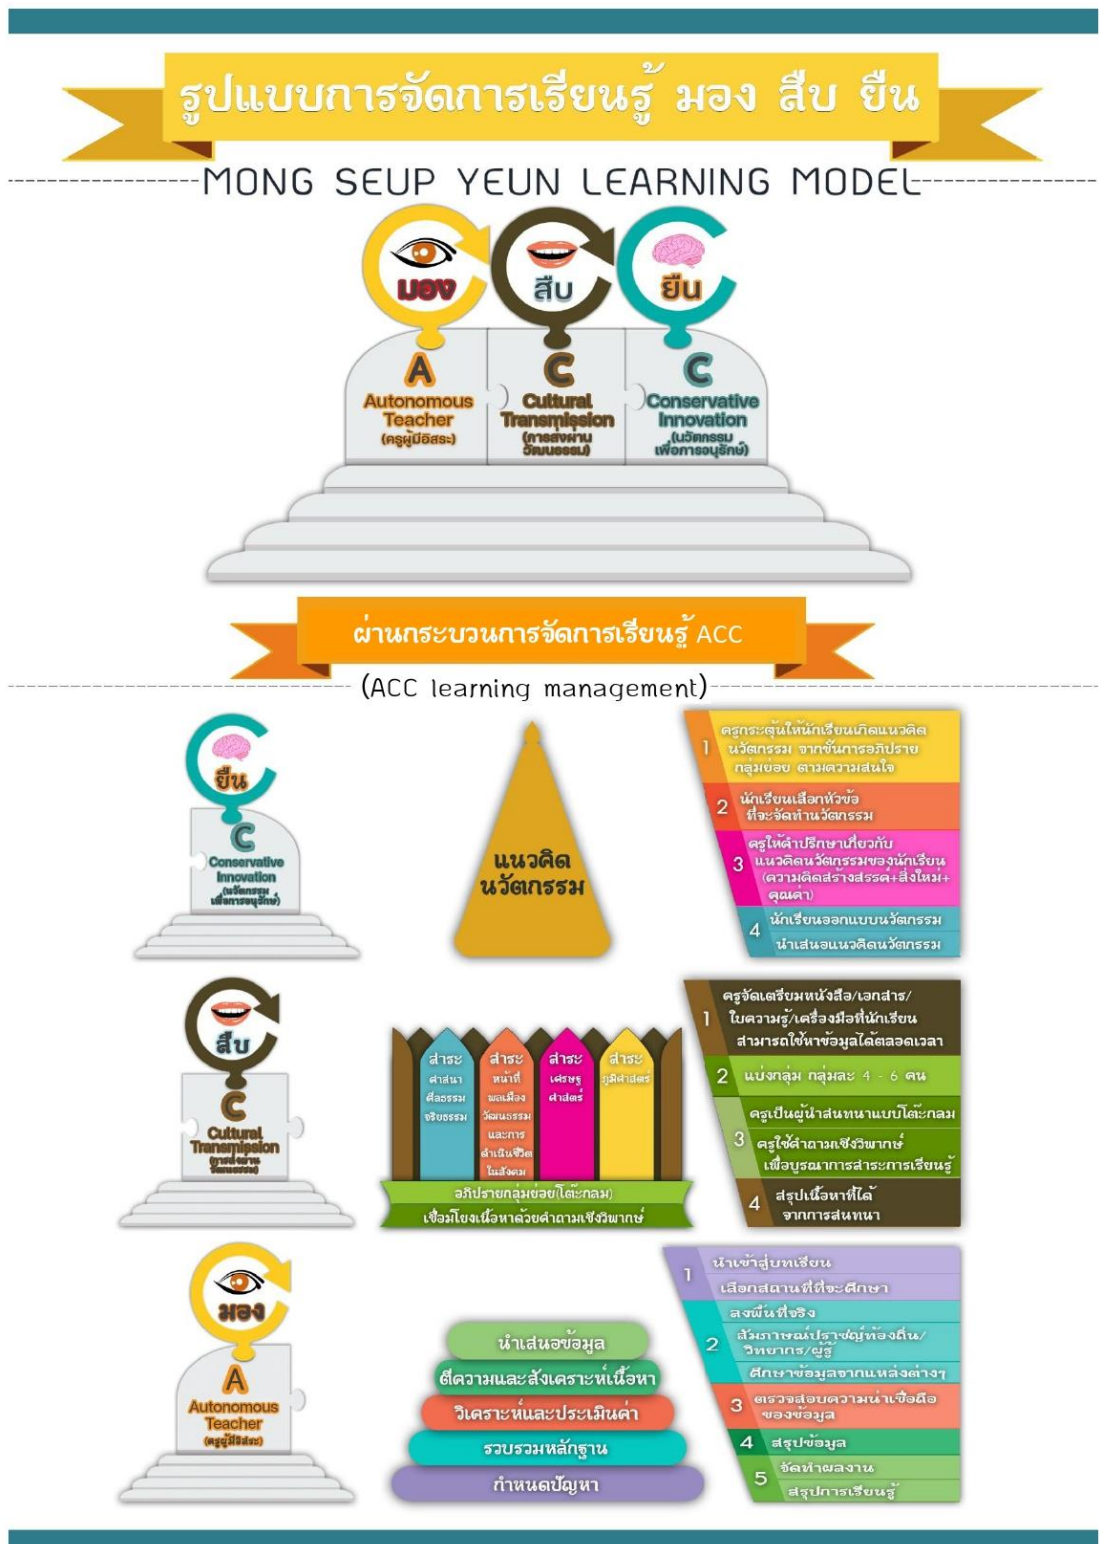 รูปแบบการจัดการเรียนรู้ มอง สืบ ยืน
MONG SEUP YEUN LEARNING MODEL
มอง
สืบ
ยืน
A
Autonomous
Teacher
(ครูผู้มีอิสระ)
C
Cultural
Transmission
(การส่งผ่าน
วัฒนธรรม)
C
Conservative
Innovation
(นวัตกรรม
เพื่อการอนุรักษ์)
ผ่านกระบวนการจัดการเรียนรู้ ACC
(ACC learning management)
ยืน
C
Conservative
Innovation
(นวัตกรรม
เพื่อการอนุรักษ์)
แนวคิด
นวัตกรรม
1
ครูกระตุ้นให้นักเรียนเกิดแนวคิด
นวัตกรรม จากขั้นการอภิปราย
กลุ่มย่อย ตามความสนใจ
2
นักเรียนเลือกหัวข้อ
ที่จะจัดทำนวัตกรรม
3
ครูให้คำปรึกษาเกี่ยวกับ
แนวคิดนวัตกรรมของนักเรียน
(ความคิดสร้างสรรค์+สิ่งใหม่+
คุณค่า)
4
นักเรียนออกแบบนวัตกรรม
นำเสนอแนวคิดนวัตกรรม
สืบ
C
Cultural
Transmission
(การส่งผ่าน
วัฒนธรรม)
สาระ
ศาสนา
ศีลธรรม
จริยธรรม
สาระ
หน้าที่
พลเมือง
วัฒนธรรม
และการ
ดำเนินชีวิต
ในสังคม
สาระ
เศรษฐ
ศาสตร์
สาระ
ภูมิศาสตร์
อภิปรายกลุ่มย่อย(โต๊ะกลม)
เชื่อมโยงเนื้อหาด้วยคำถามเชิงวิพากษ์
1
ครูจัดเตรียมหนังสือ/เอกสาร/
ใบความรู้/เครื่องมือที่นักเรียน
สามารถใช้หาข้อมูลได้ตลอดเวลา
2
แบ่งกลุ่ม กลุ่มละ 4 - 6 คน
3
ครูเป็นผู้นำสนทนาแบบโต๊ะกลม
ครูใช้คำถามเชิงวิพากษ์
เพื่อบูรณาการสาระการเรียนรู้
4
สรุปเนื้อหาที่ได้
จากการสนทนา
มอง
A
Autonomous
Teacher
(ครูผู้มีอิสระ)
นำเสนอข้อมูล
ตีความและสังเคราะห์เนื้อหา
วิเคราะห์และประเมินค่า
รวบรวมหลักฐาน
กำหนดปัญหา
1
นำเข้าสู่บทเรียน
เลือกสถานที่ที่จะศึกษา
2
ลงพื้นที่จริง
สัมภาษณ์ปราชญ์ท้องถิ่น/
วิทยากร/ผู้รู้
ศึกษาข้อมูลจากแหล่งต่างๆ
3
ตรวจสอบความน่าเชื่อถือ
ของข้อมูล
4
สรุปข้อมูล
5
จัดทำผลงาน
สรุปการเรียนรู้